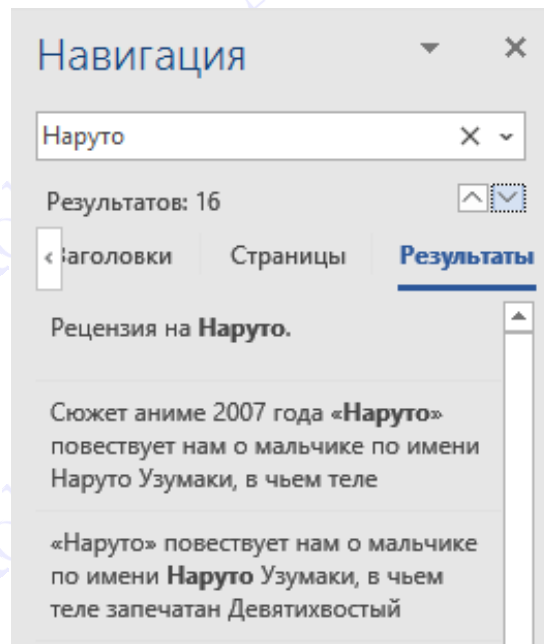 Навигация
Наруто
Результатов: 16
аголовки Страницы Результаты
Рецензия на Наруто.
Сюжет аниме 2007 года «Наруто»
повествует нам о мальчике по имени
Наруто Узумаки, в чьем теле
«Наруто» повествует нам о мальчике
по имени Наруто Узумаки, в чьем
теле запечатан Девятихвостый